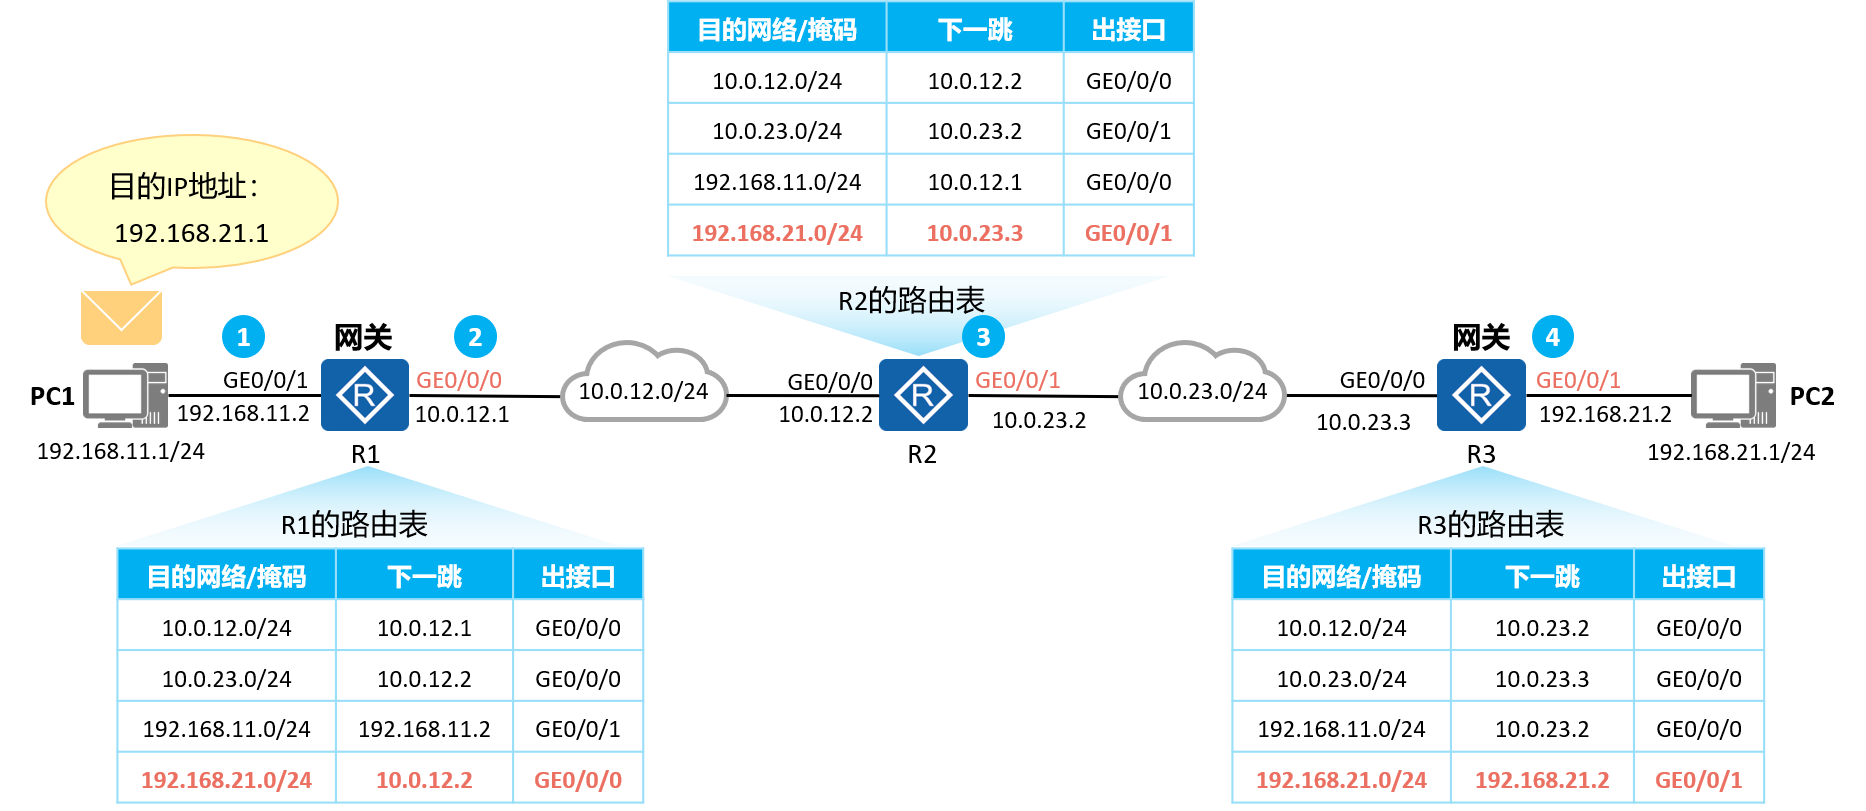 目的网络/掩码 下一跳 出接口
10.0.12.0/24 10.0.12.2 GE0/0/0
10.0.23.0/24 10.0.23.2 GE0/0/1
192.168.11.0/24 10.0.12.1 GE0/0/0
192.168.21.0/24 10.0.23.3 GE0/0/1
R2的路由表
目的IP地址：
192.168.21.1
1
网关
2
3
网关
4
PC1
192.168.11.1/24
GE0/0/1
192.168.11.2
R1
GE0/0/0
10.0.12.1
10.0.12.0/24
GE0/0/0
10.0.12.2
R2
GE0/0/1
10.0.23.2
10.0.23.0/24
GE0/0/0
10.0.23.3
R3
GE0/0/1
192.168.21.2
PC2
192.168.21.1/24
R
R
R
R1的路由表
目的网络/掩码 下一跳 出接口
10.0.12.0/24 10.0.12.1 GE0/0/0
10.0.23.0/24 10.0.12.2 GE0/0/0
192.168.11.0/24 192.168.11.2 GE0/0/1
192.168.21.0/24 10.0.12.2 GE0/0/0
R3的路由表
目的网络/掩码 下一跳 出接口
10.0.12.0/24 10.0.23.2 GE0/0/0
10.0.23.0/24 10.0.23.3 GE0/0/0
192.168.11.0/24 10.0.23.2 GE0/0/0
192.168.21.0/24 192.168.21.2 GE0/0/1